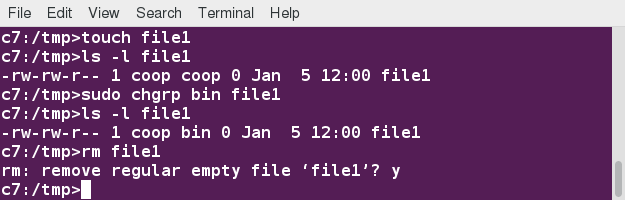 File Edit View Search Terminal Help
c7:/tmp>touch file1
c7:/tmp>ls -l file1
-rw-rw-r-- 1 coop coop 0 Jan  5 12:00 file1
c7:/tmp>sudo chgrp bin file1
c7:/tmp>ls -l file1
-rw-rw-r-- 1 coop bin 0 Jan  5 12:00 file1
c7:/tmp>rm file1
rm: remove regular empty file ‘file1’? y
c7:/tmp>